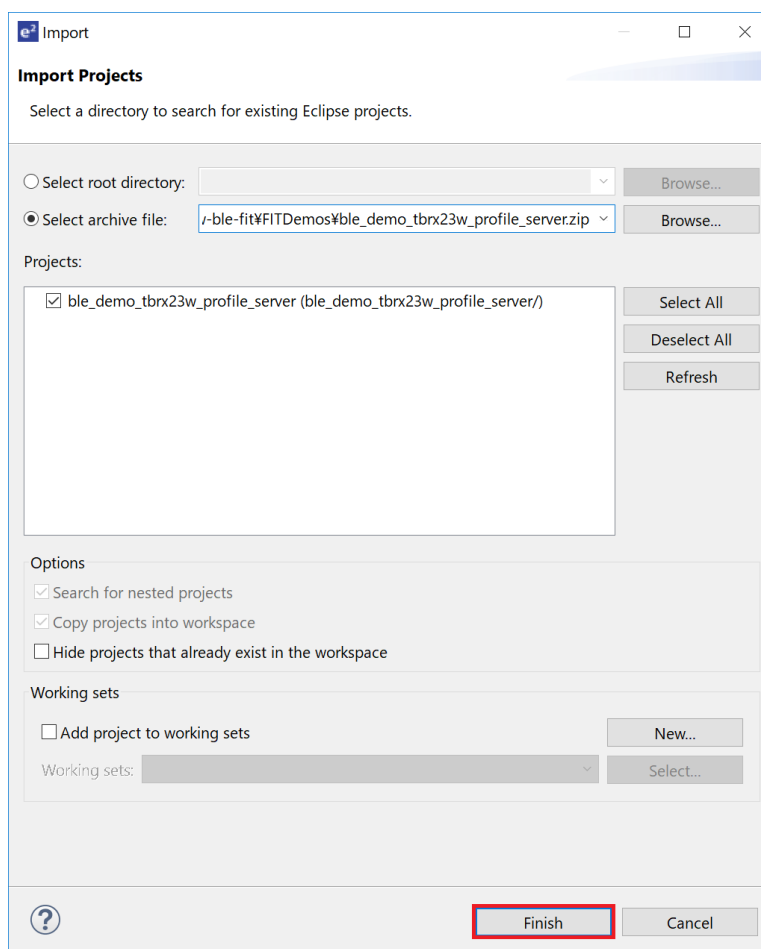 e² Import
Import Projects
Select a directory to search for existing Eclipse projects.
Select root directory:
Browse...
Select archive file:
-ble-fit¥FITDemos¥ble_demo_tbrx23w_profile_server.zip
Browse...
Projects:
ble_demo_tbrx23w_profile_server (ble_demo_tbrx23w_profile_server/)
Select All
Deselect All
Refresh
Options
Search for nested projects
Copy projects into workspace
Hide projects that already exist in the workspace
Working sets
Add project to working sets
New...
Working sets:
Select...
?
Finish
Cancel